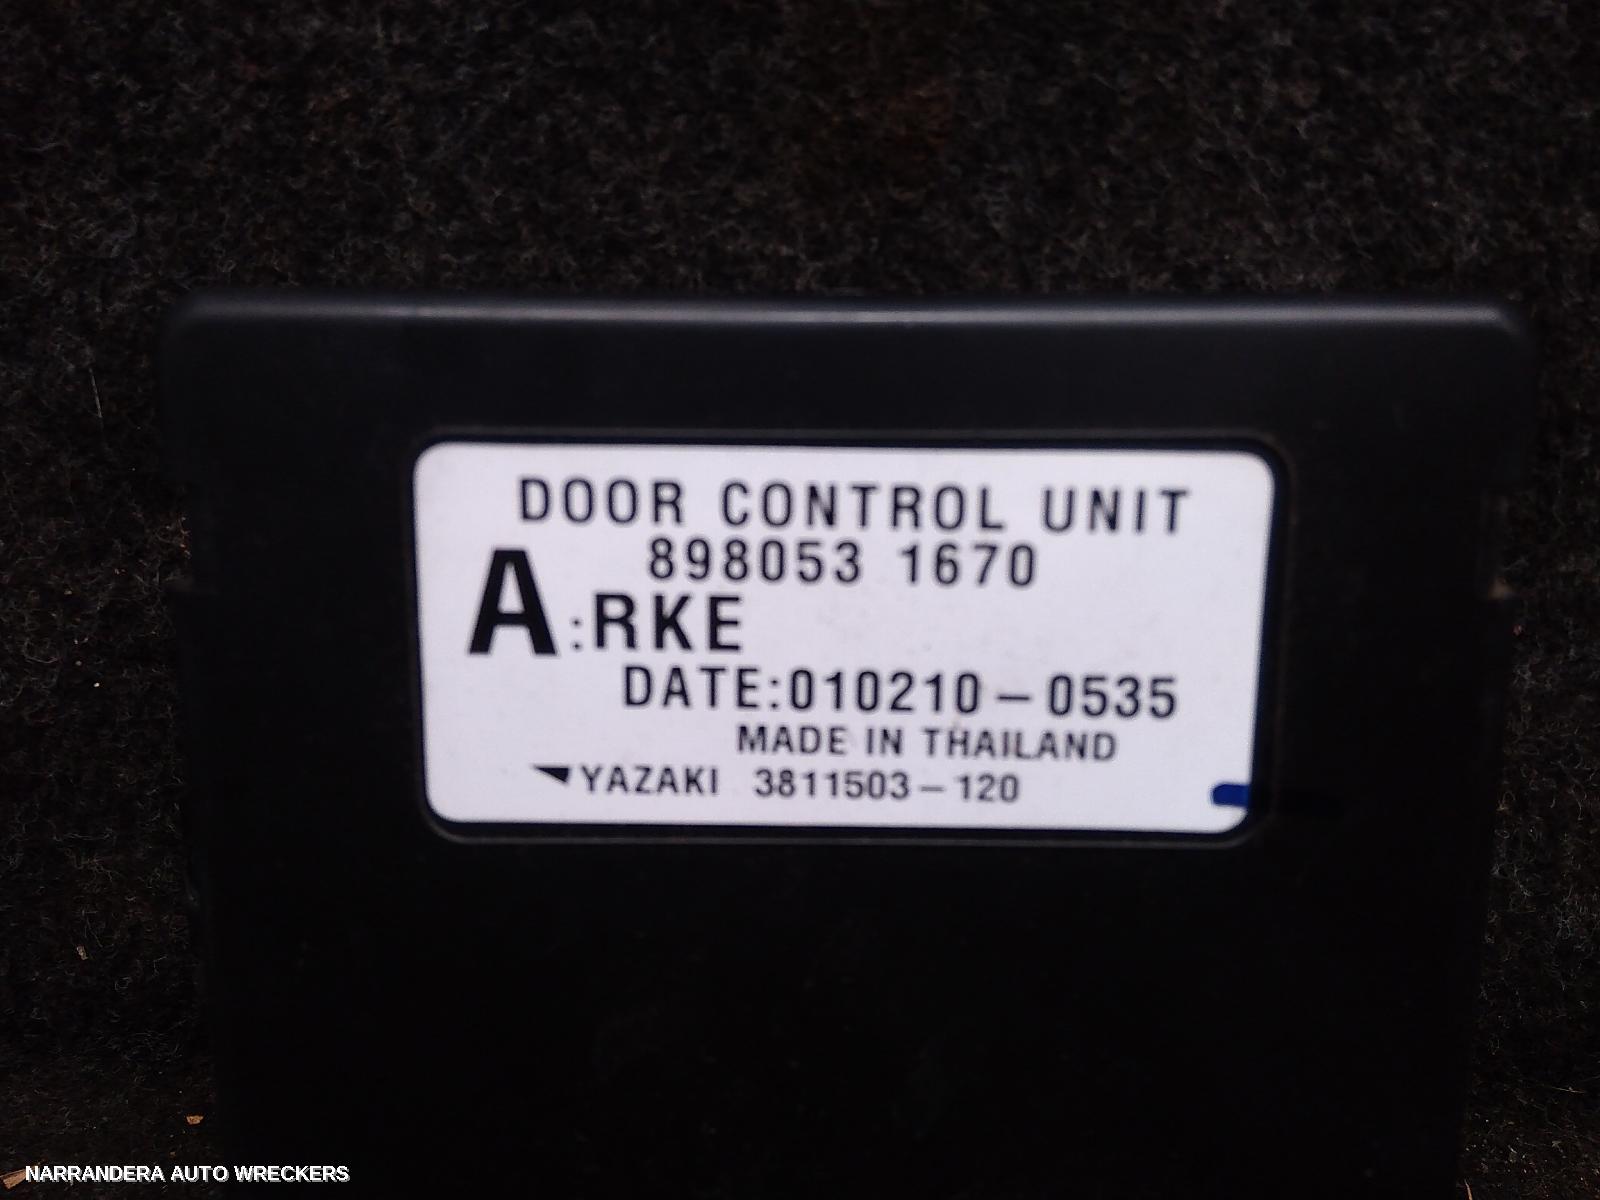 DOOR CONTROL UNIT
898053 1670
A:RKE
DATE:010210-0535
MADE IN THAILAND
YAZAKI 3811503-120
NARRANDERA AUTO WRECKERS